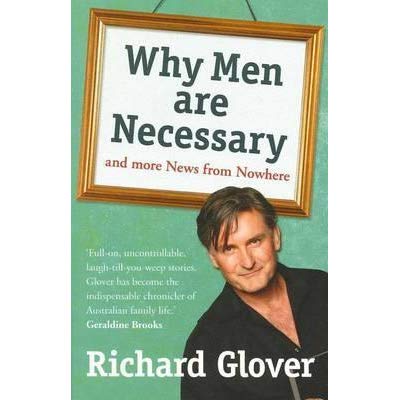 Why Men
are
Necessary
and more News from Nowhere
'Full-on, uncontrollable,
laugh-till-you-weep stories.
Glover has become the
indispensable chronicler of
Australian family life.'
Geraldine Brooks
Richard Glover